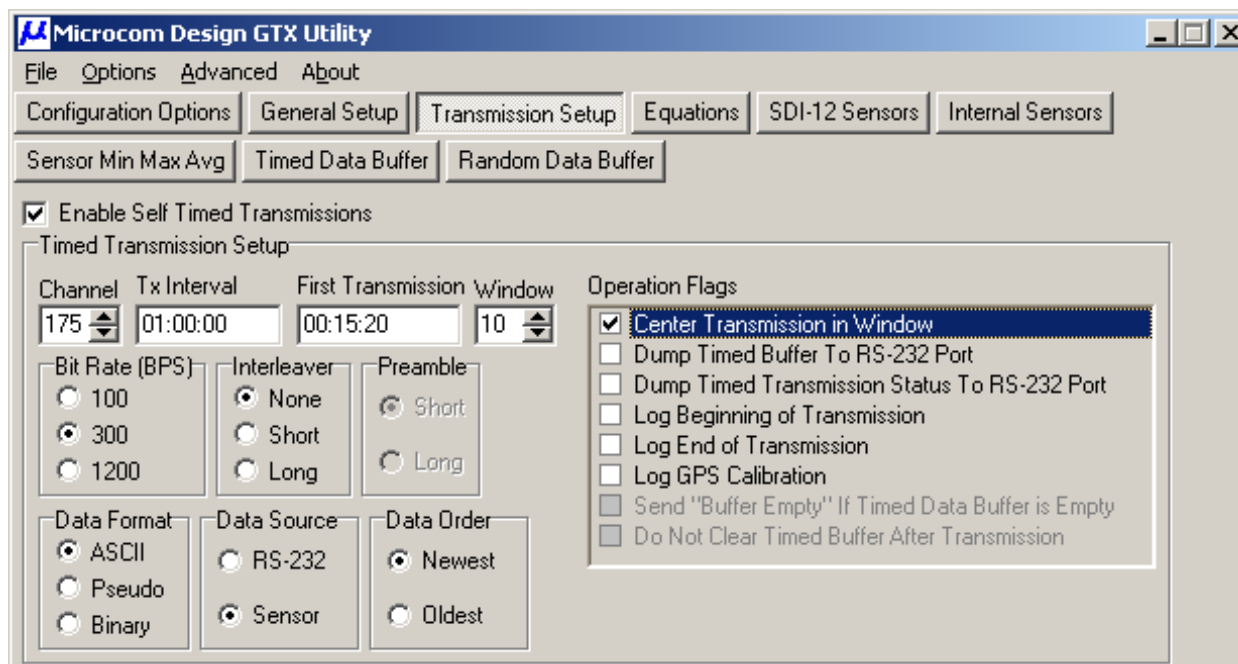 Microcom Design GTX Utility
File Options Advanced About
Configuration Options General Setup Transmission Setup Equations SDI-12 Sensors Internal Sensors
Sensor Min Max Avg Timed Data Buffer Random Data Buffer
Enable Self Timed Transmissions
Timed Transmission Setup
Channel Tx Interval First Transmission Window
175 01:00:00 00:15:20 10
Bit Rate (BPS) Interleaver Preamble
100 None Short
300 Short Long
1200 Long
Data Format Data Source Data Order
ASCII RS-232 Newest
Pseudo Sensor Oldest
Binary
Operation Flags
Center Transmission in Window
Dump Timed Buffer To RS-232 Port
Dump Timed Transmission Status To RS-232 Port
Log Beginning of Transmission
Log End of Transmission
Log GPS Calibration
Send "Buffer Empty" If Timed Data Buffer is Empty
Do Not Clear Timed Buffer After Transmission